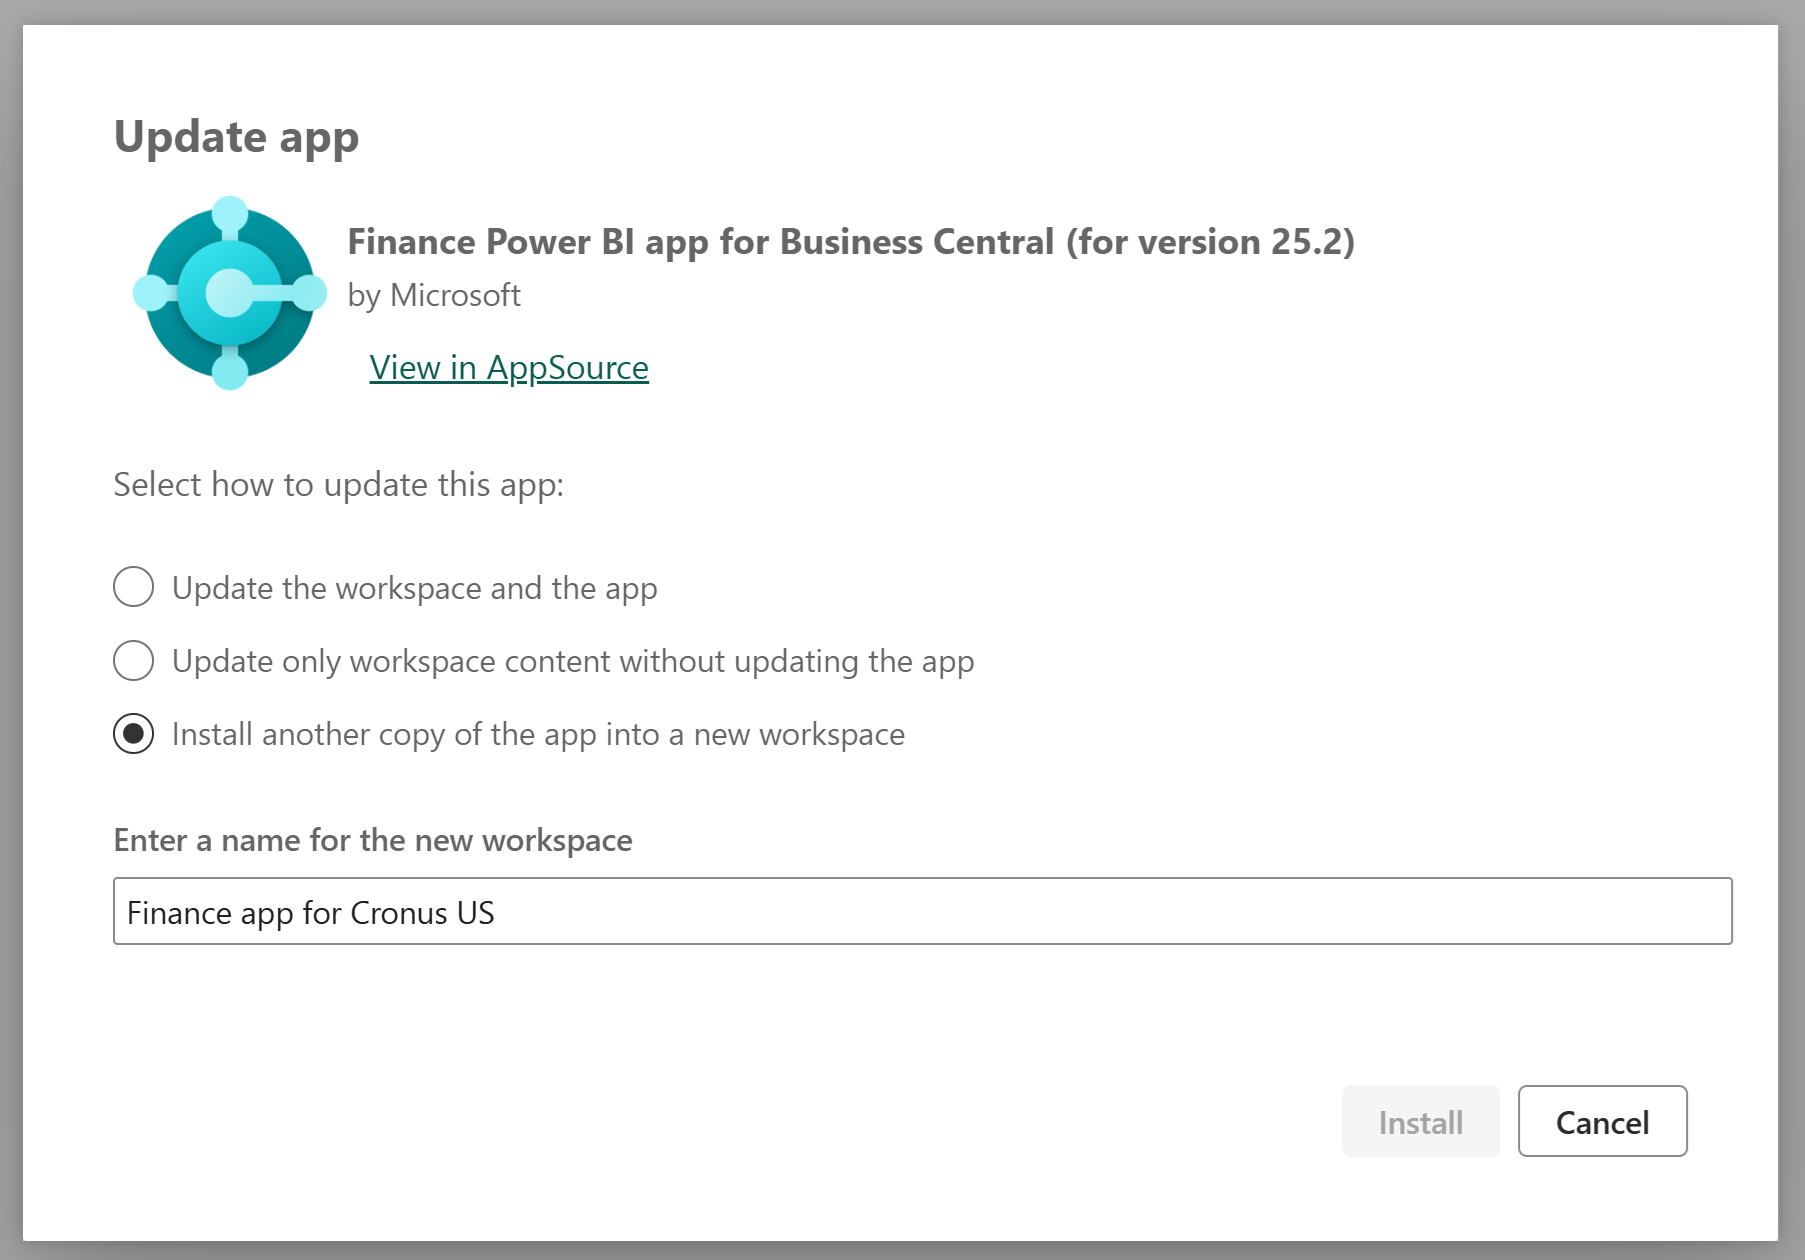 Update app
Finance Power BI app for Business Central (for version 25.2)
by Microsoft
View in AppSource
Select how to update this app:
Update the workspace and the app
Update only workspace content without updating the app
Install another copy of the app into a new workspace
Enter a name for the new workspace
Finance app for Cronus US
Install
Cancel